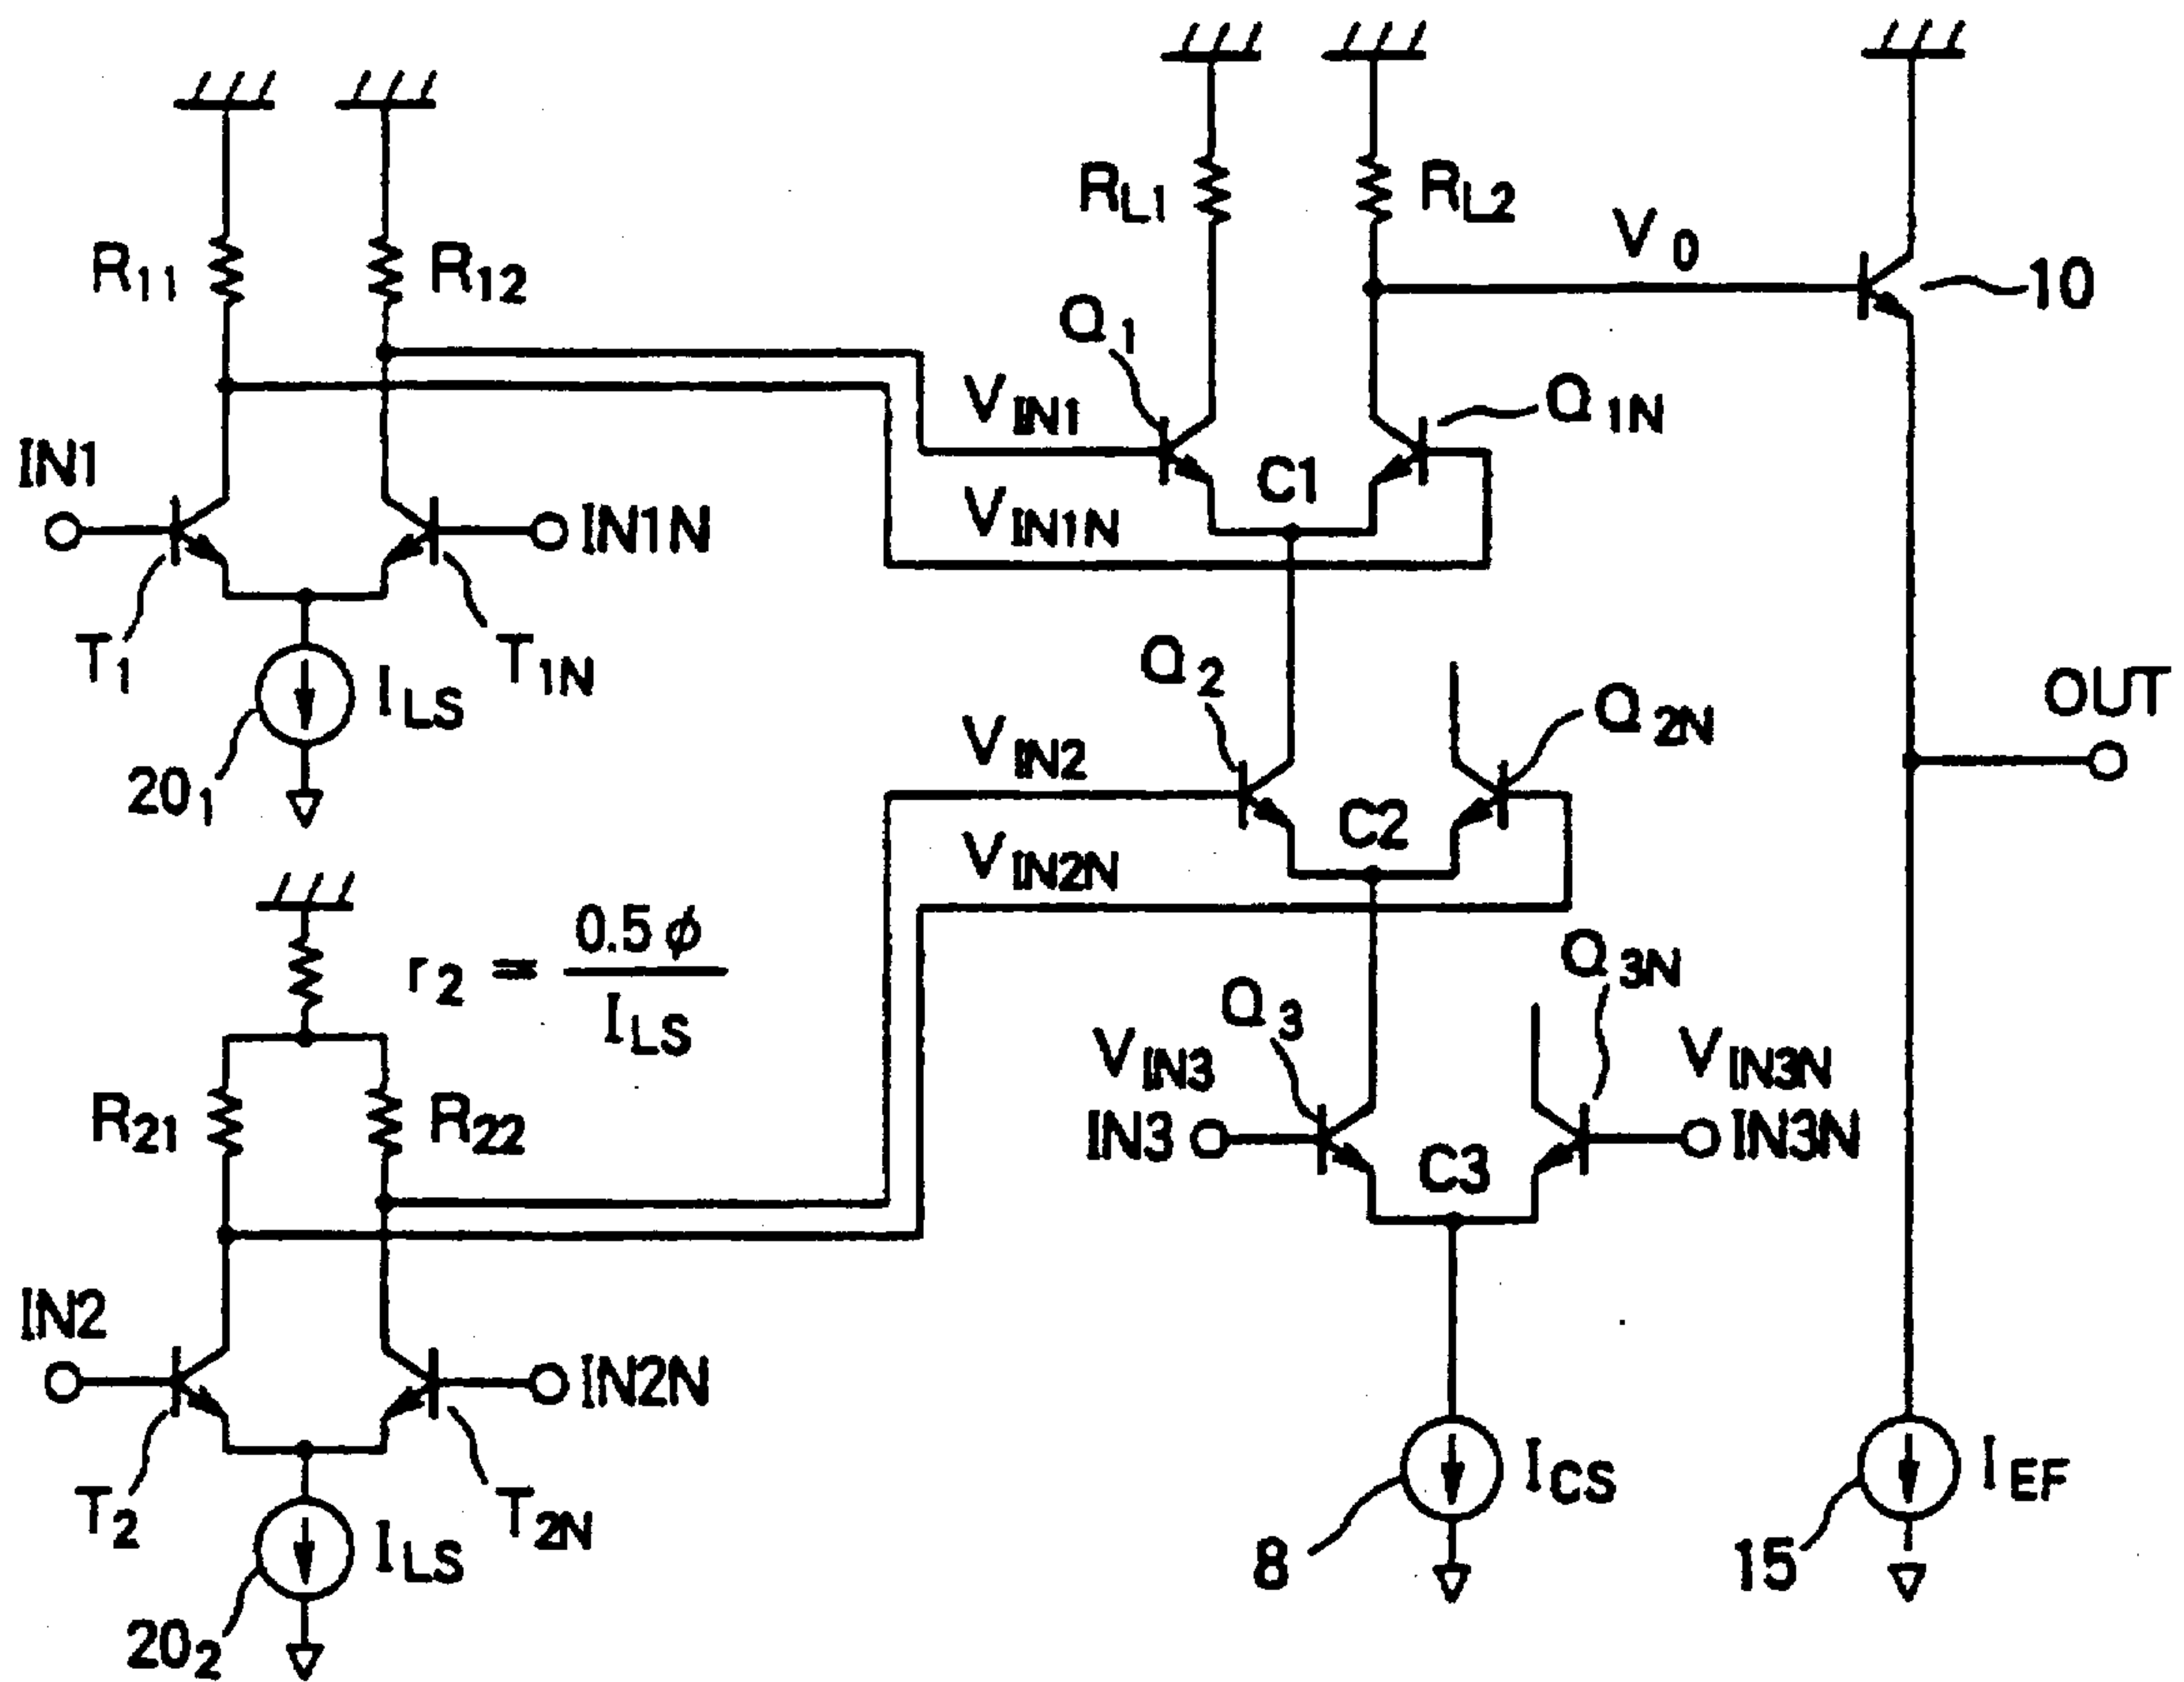 RL1
RL2
V0
R11
R12
10
Q1
VIN1
Q1N
IN1
C1
VIN1N
IN1N
T1
T1N
ILS
Q2
Q2N
OUT
VIN2
201
C2
VIN2N
r2 = 0.5 ϕ / ILS
Q3
Q3N
VIN3
VIN3N
R21
R22
IN3
C3
IN3N
IN2
IN2N
T2
T2N
ILS
ICS
IEF
8
15
202